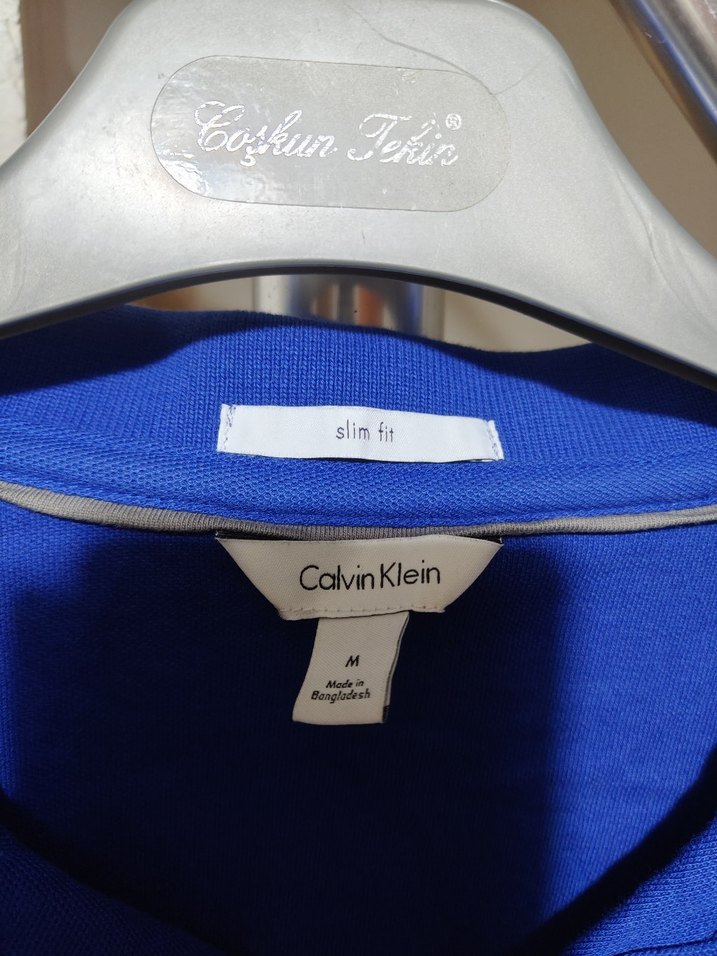 Coşkun Tekin®
slim fit
Calvin Klein
M
Made in
Bangladesh